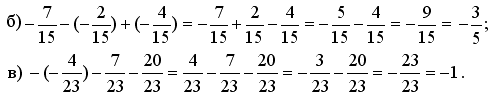 б) -7/15 - (-2/15) + (-4/15) = -7/15 + 2/15 - 4/15 = -5/15 - 4/15 = -9/15 = -3/5;
в) -(-4/23) - 7/23 - 20/23 = 4/23 - 7/23 - 20/23 = -3/23 - 20/23 = -23/23 = -1.